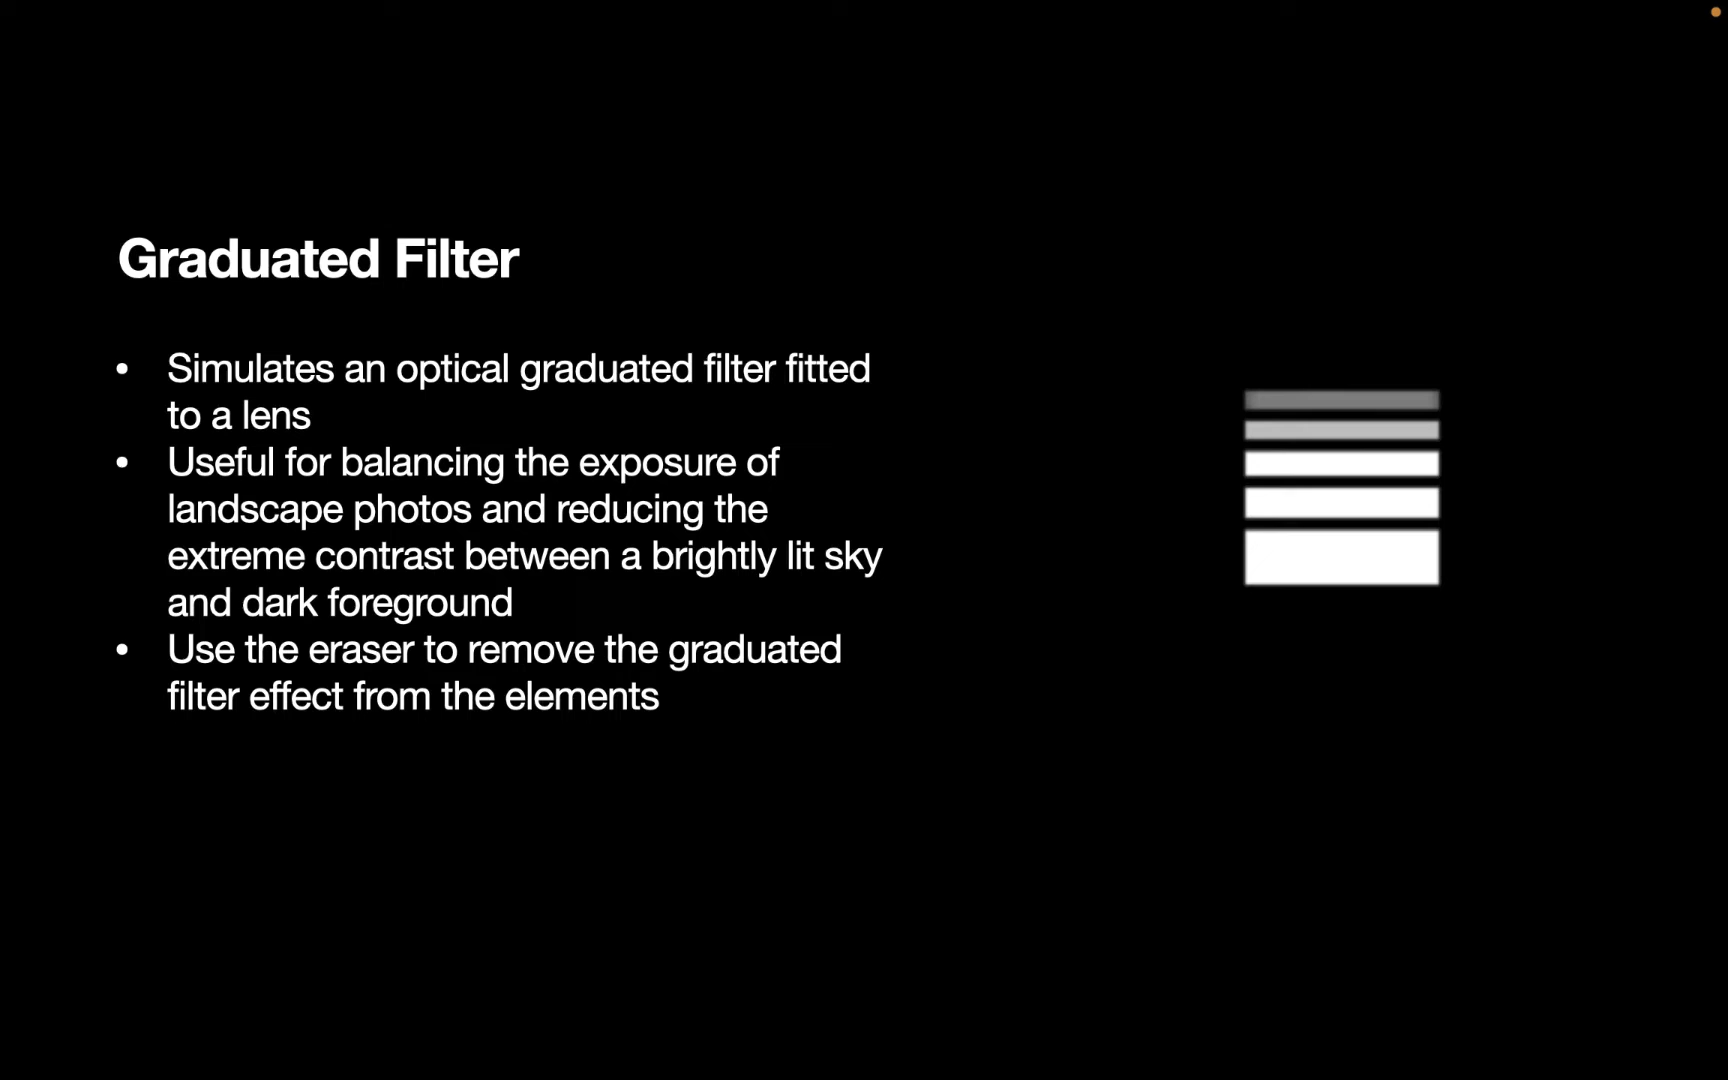 Graduated Filter
• Simulates an optical graduated filter fitted
to a lens
• Useful for balancing the exposure of
landscape photos and reducing the
extreme contrast between a brightly lit sky
and dark foreground
• Use the eraser to remove the graduated
filter effect from the elements